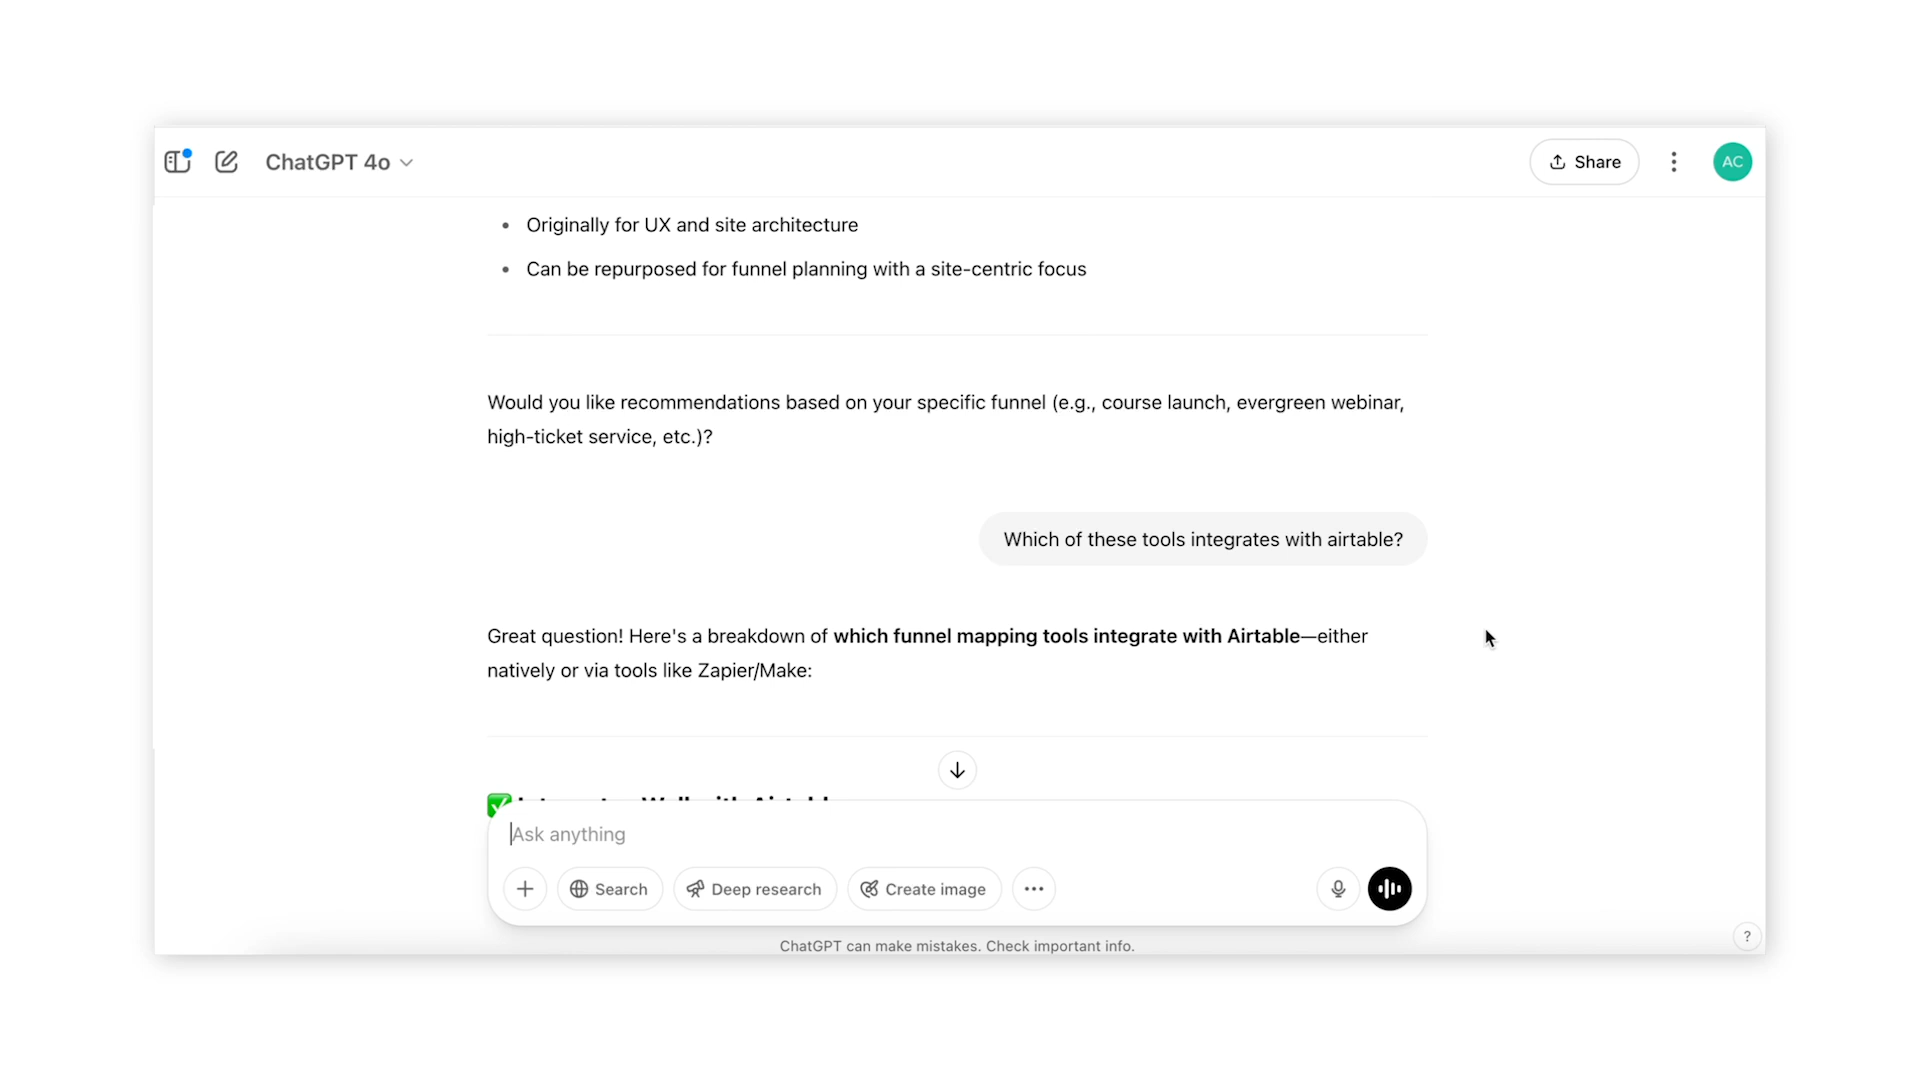 ChatGPT 4o
Share
AC
Originally for UX and site architecture
Can be repurposed for funnel planning with a site-centric focus
Would you like recommendations based on your specific funnel (e.g., course launch, evergreen webinar,
high-ticket service, etc.)?
Which of these tools integrates with airtable?
Great question! Here's a breakdown of which funnel mapping tools integrate with Airtable—either
natively or via tools like Zapier/Make:
Ask anything
Search
Deep research
Create image
ChatGPT can make mistakes. Check important info.
?